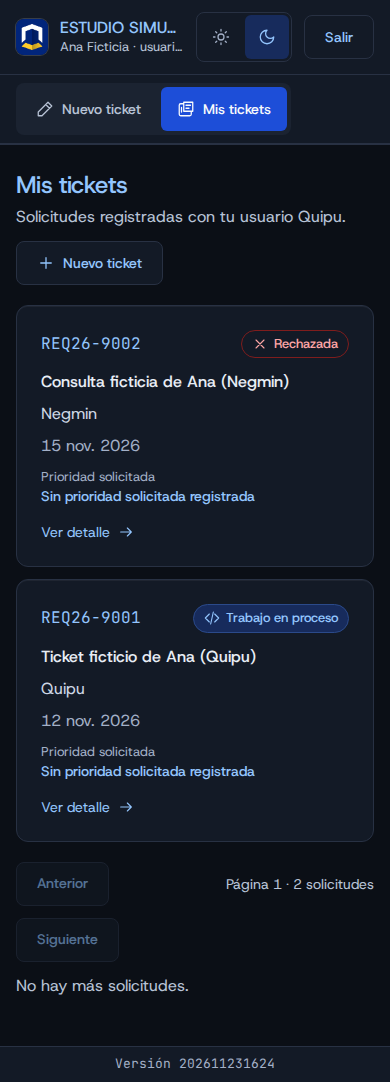 ESTUDIO SIMU...
Ana Ficticia · usuari...
Salir
Nuevo ticket
Mis tickets
Mis tickets
Solicitudes registradas con tu usuario Quipu.
Nuevo ticket
REQ26-9002
Rechazada
Consulta ficticia de Ana (Negmin)
Negmin
15 nov. 2026
Prioridad solicitada
Sin prioridad solicitada registrada
Ver detalle →
REQ26-9001
Trabajo en proceso
Ticket ficticio de Ana (Quipu)
Quipu
12 nov. 2026
Prioridad solicitada
Sin prioridad solicitada registrada
Ver detalle →
Anterior
Página 1 · 2 solicitudes
Siguiente
No hay más solicitudes.
Versión 202611231624